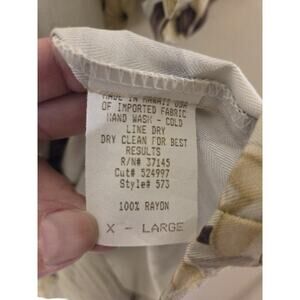 MADE IN HAWAII USA
OF IMPORTED FABRIC
HAND WASH - COLD
LINE DRY
DRY CLEAN FOR BEST
RESULTS
R/N# 37145
Cut# 524997
Style# 573
100% RAYON
X - LARGE